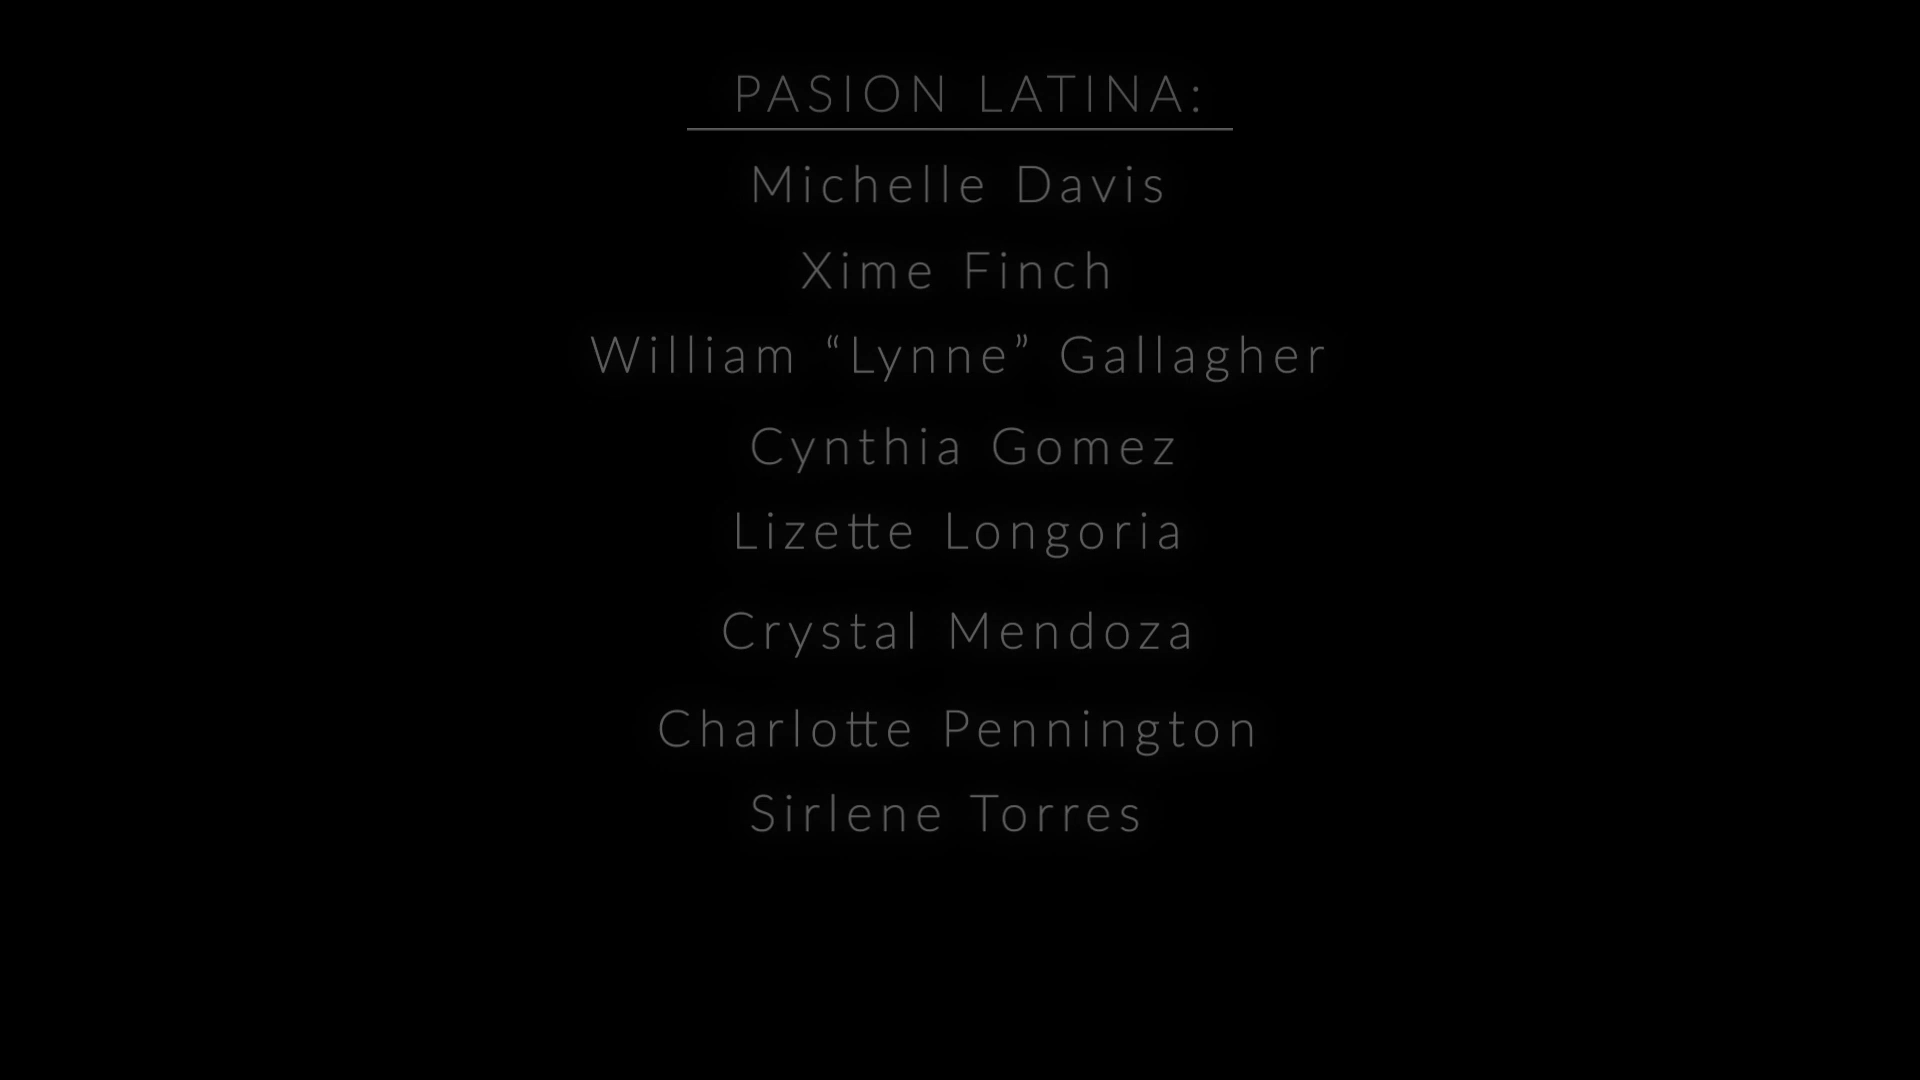 PASION LATINA:
Michelle Davis
Xime Finch
William “Lynne” Gallagher
Cynthia Gomez
Lizette Longoria
Crystal Mendoza
Charlotte Pennington
Sirlene Torres